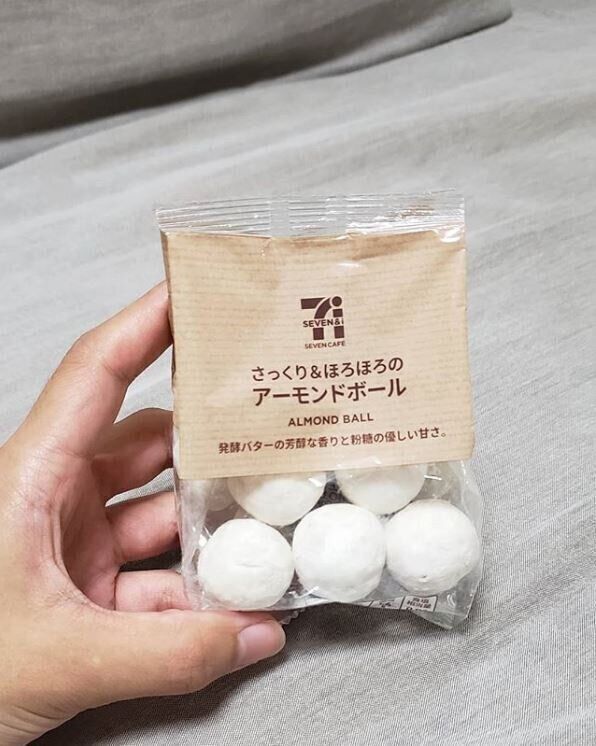 SEVEN&i
SEVEN CAFÉ
さっくり&ほろほろの
アーモンドボール
ALMOND BALL
発酵バターの芳醇な香りと粉糖の優しい甘さ。